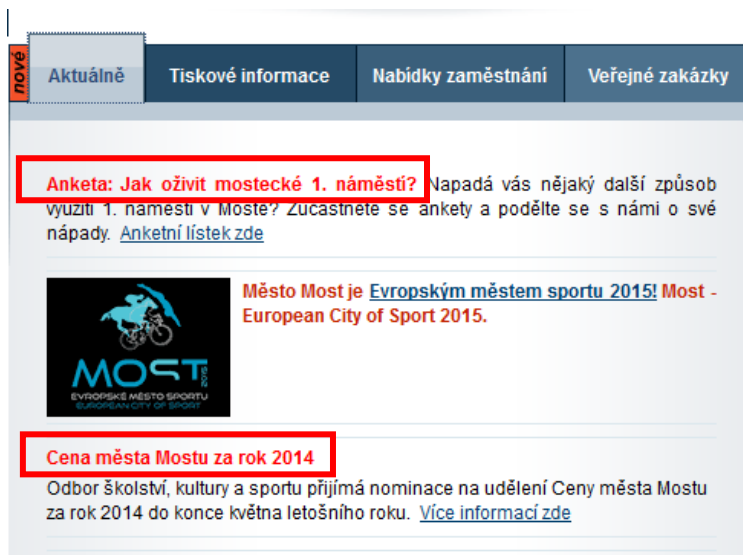 nové
Aktuálně
Tiskové informace
Nabídky zaměstnání
Veřejné zakázky
Anketa: Jak oživit mostecké 1. náměstí? Napadá vás nějaký další způsob
využití 1. náměstí v Mostě? Zúčastněte se ankety a podělte se s námi o své
nápady. Anketní lístek zde
Město Most je Evropským městem sportu 2015! Most -
European City of Sport 2015.
MOST 2015
EVROPSKÉ MĚSTO SPORTU
EUROPEAN CITY OF SPORT
Cena města Mostu za rok 2014
Odbor školství, kultury a sportu přijímá nominace na udělení Ceny města Mostu
za rok 2014 do konce května letošního roku. Více informací zde